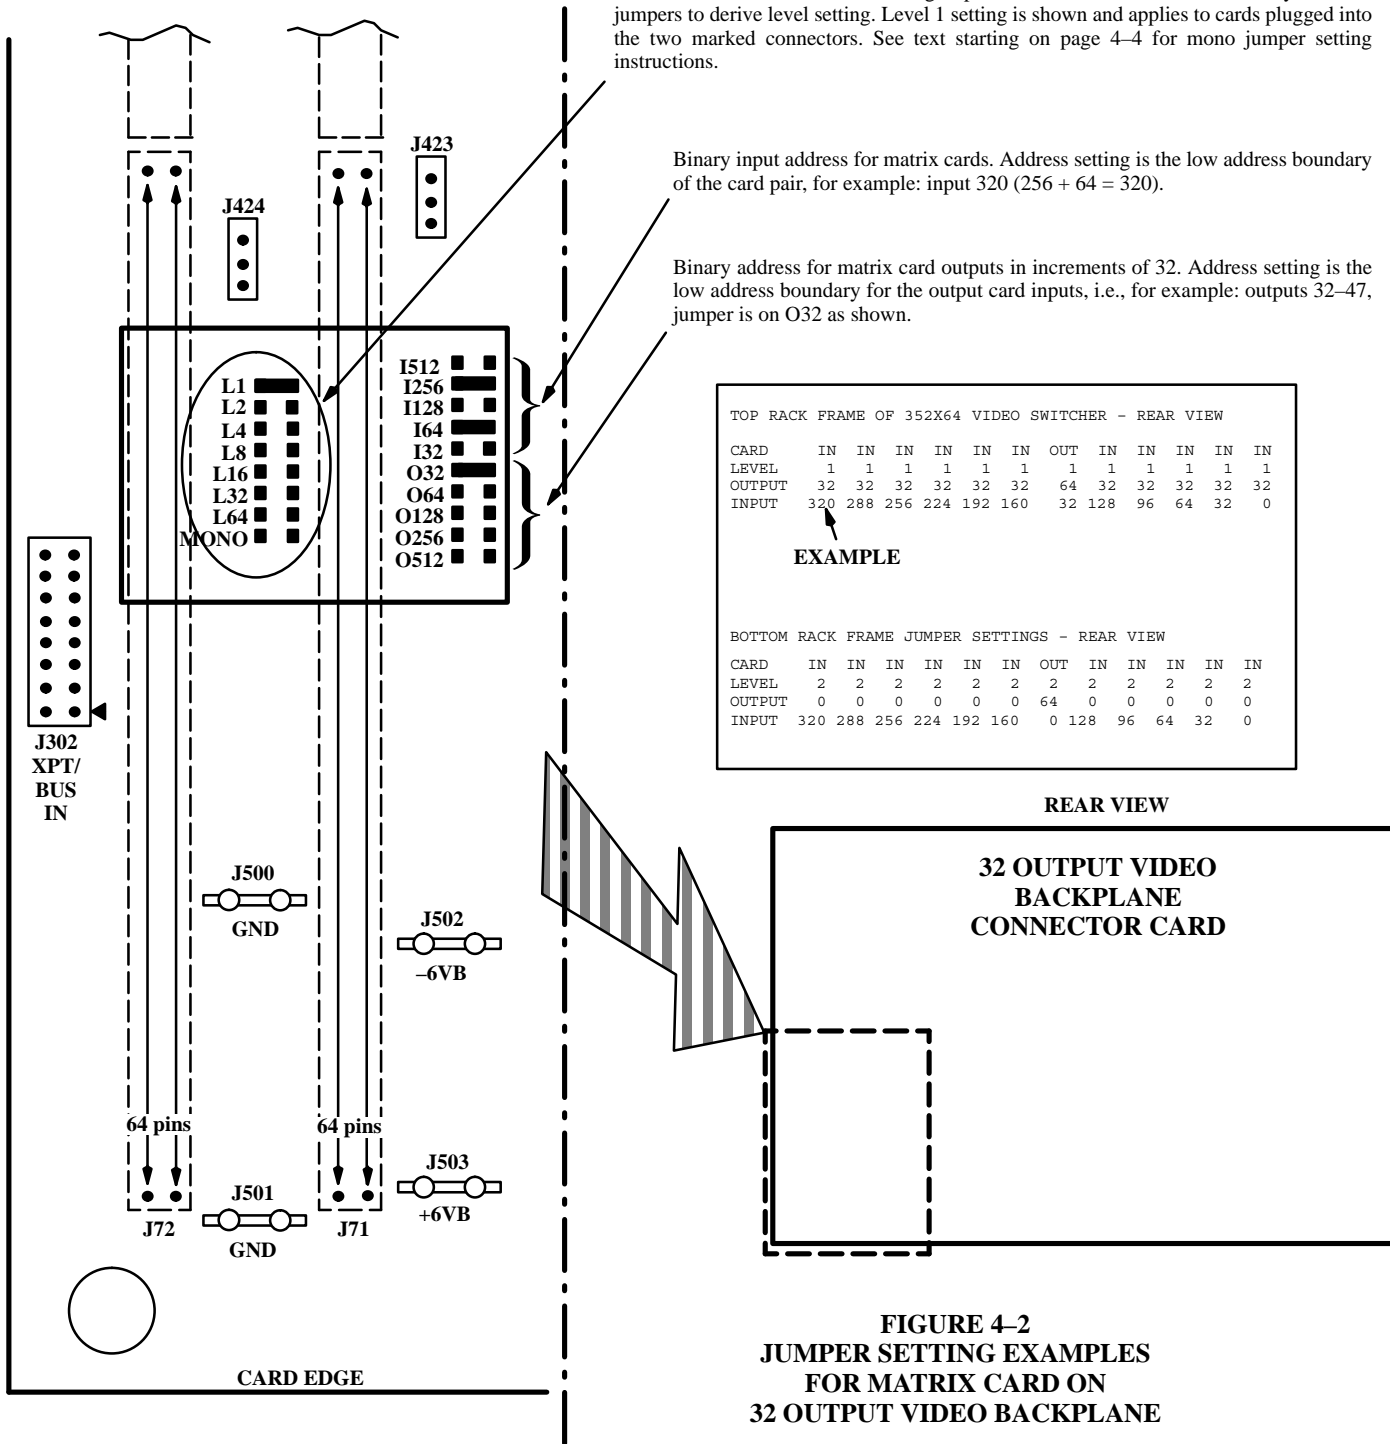 jumpers to derive level setting. Level 1 setting is shown and applies to cards plugged into
the two marked connectors. See text starting on page 4–4 for mono jumper setting
instructions.
J423
Binary input address for matrix cards. Address setting is the low address boundary
of the card pair, for example: input 320 (256 + 64 = 320).
J424
Binary address for matrix card outputs in increments of 32. Address setting is the
low address boundary for the output card inputs, i.e., for example: outputs 32–47,
jumper is on O32 as shown.
L1
L2
L4
L8
L16
L32
L64
MONO
I512
I256
I128
I64
I32
O32
O64
O128
O256
O512
TOP RACK FRAME OF 352X64 VIDEO SWITCHER – REAR VIEW
CARD IN IN IN IN IN IN OUT IN IN IN IN IN
LEVEL 1 1 1 1 1 1 1 1 1 1 1 1
OUTPUT 32 32 32 32 32 32 64 32 32 32 32 32
INPUT 320 288 256 224 192 160 32 128 96 64 32 0
EXAMPLE
BOTTOM RACK FRAME JUMPER SETTINGS – REAR VIEW
CARD IN IN IN IN IN IN OUT IN IN IN IN IN
LEVEL 2 2 2 2 2 2 2 2 2 2 2 2
OUTPUT 0 0 0 0 0 0 64 0 0 0 0 0
INPUT 320 288 256 224 192 160 0 128 96 64 32 0
J302
XPT/
BUS
IN
REAR VIEW
32 OUTPUT VIDEO
BACKPLANE
CONNECTOR CARD
J500
GND
J502
–6VB
64 pins
64 pins
J503
+6VB
J501
GND
J72
J71
CARD EDGE
FIGURE 4–2
JUMPER SETTING EXAMPLES
FOR MATRIX CARD ON
32 OUTPUT VIDEO BACKPLANE